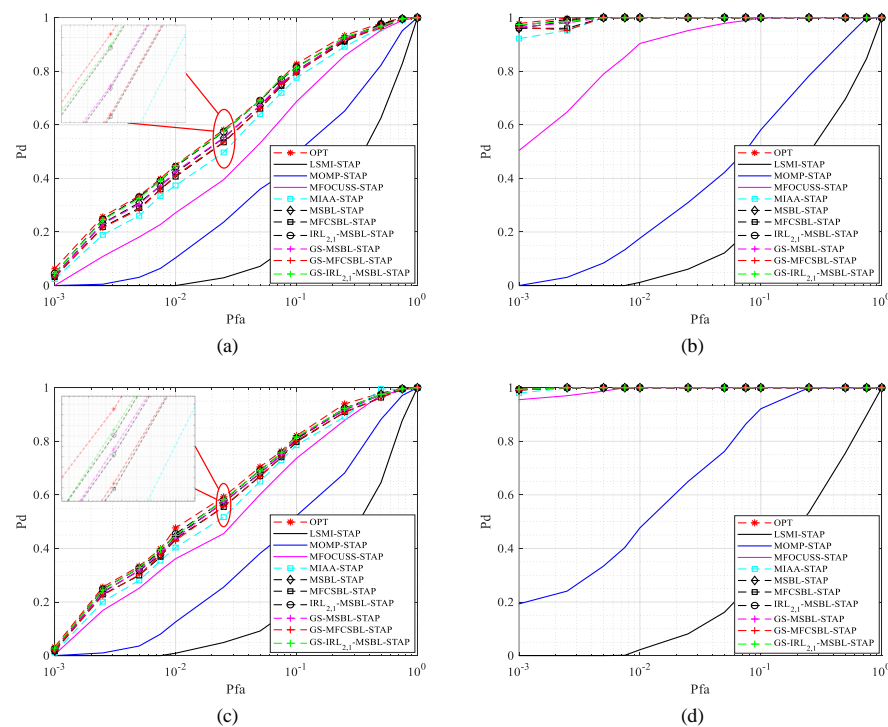 1
0.8
0.6
0.4
0.2
0
Pd
10^-3
10^-2
10^-1
10^0
Pfa
OPT
LSMI-STAP
MOMP-STAP
MFOCUSS-STAP
MIAA-STAP
MSBL-STAP
MFCSBL-STAP
IRL_2,1-MSBL-STAP
GS-MSBL-STAP
GS-MFCSBL-STAP
GS-IRL_2,1-MSBL-STAP
(a)
1
0.8
0.6
0.4
0.2
0
Pd
10^-3
10^-2
10^-1
10^0
Pfa
OPT
LSMI-STAP
MOMP-STAP
MFOCUSS-STAP
MIAA-STAP
MSBL-STAP
MFCSBL-STAP
IRL_2,1-MSBL-STAP
GS-MSBL-STAP
GS-MFCSBL-STAP
GS-IRL_2,1-MSBL-STAP
(b)
1
0.8
0.6
0.4
0.2
0
Pd
10^-3
10^-2
10^-1
10^0
Pfa
OPT
LSMI-STAP
MOMP-STAP
MFOCUSS-STAP
MIAA-STAP
MSBL-STAP
MFCSBL-STAP
IRL_2,1-MSBL-STAP
GS-MSBL-STAP
GS-MFCSBL-STAP
GS-IRL_2,1-MSBL-STAP
(c)
1
0.8
0.6
0.4
0.2
0
Pd
10^-3
10^-2
10^-1
10^0
Pfa
OPT
LSMI-STAP
MOMP-STAP
MFOCUSS-STAP
MIAA-STAP
MSBL-STAP
MFCSBL-STAP
IRL_2,1-MSBL-STAP
GS-MSBL-STAP
GS-MFCSBL-STAP
GS-IRL_2,1-MSBL-STAP
(d)